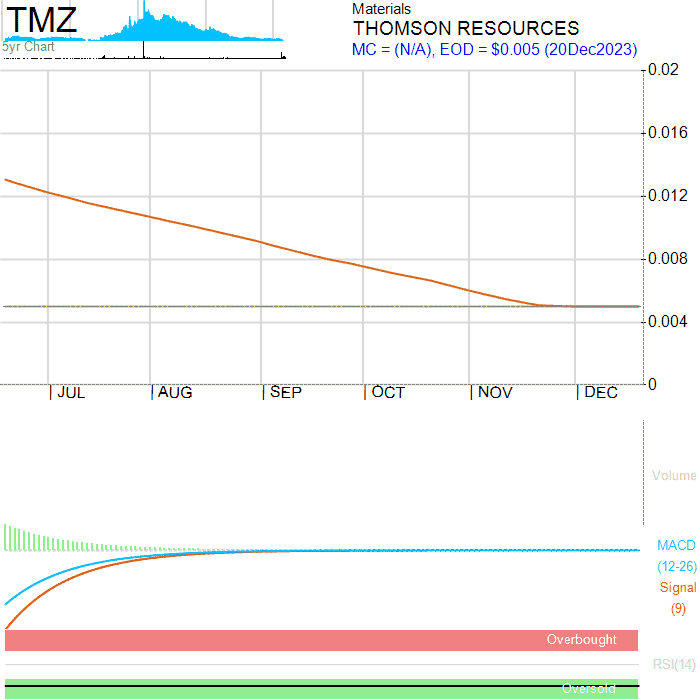 TMZ
5yr Chart
Materials
THOMSON RESOURCES
MC = (N/A), EOD = $0.005 (20Dec2023)
0.02
0.016
0.012
0.008
0.004
0
JUL AUG SEP OCT NOV DEC
Volume
MACD
(12-26)
Signal
(9)
Overbought
RSI(14)
Oversold